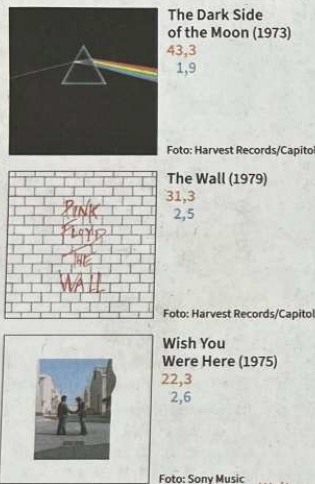 The Dark Side
of the Moon (1973)
43,3
1,9
Foto: Harvest Records/Capitol
PINK
FLOYD
THE
WALL
The Wall (1979)
31,3
2,5
Foto: Harvest Records/Capitol
Wish You
Were Here (1975)
22,3
2,6
Foto: Sony Music